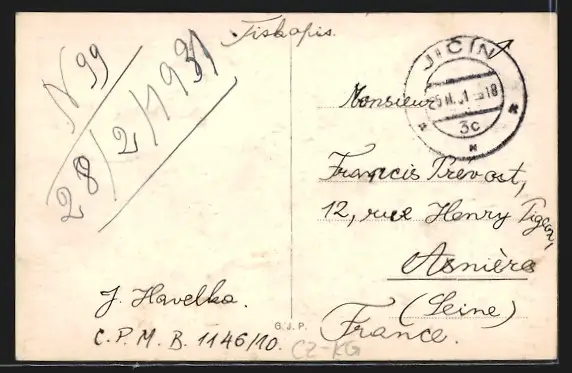 Tiskopis.
N 99
28/2/1931
JIČÍN
3c
Monsieur
Francis Prévost,
12, rue Henry
Asnières
(Seine)
France.
J. Havelka.
C. P. M. B. 1146/10.
G.J.P.
CZ-KG